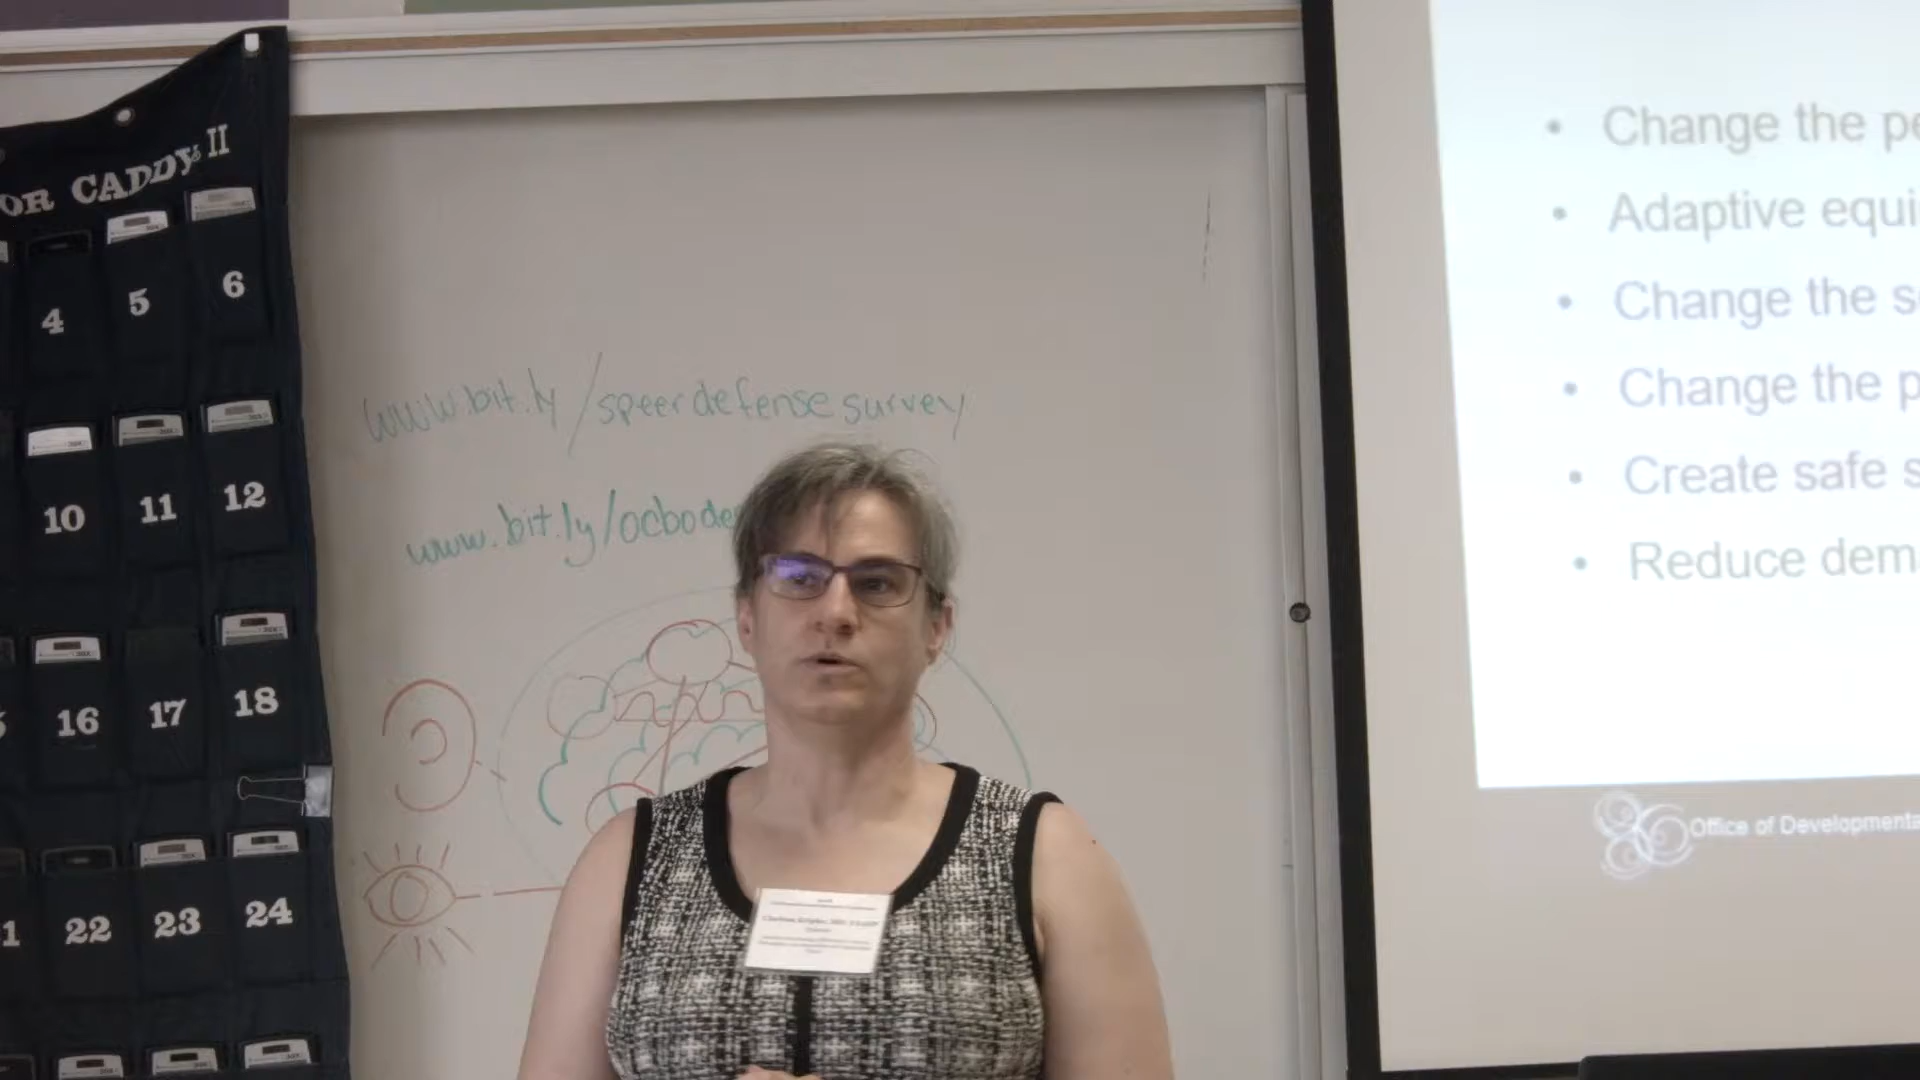 OR CADDY II
4 5 6
10 11 12
16 17 18
22 23 24
www.bit.ly/speerdefensesurvey
www.bit.ly/ocbode
• Change the pe
• Adaptive equi
• Change the s
• Change the p
• Create safe s
• Reduce dem
Office of Developmenta